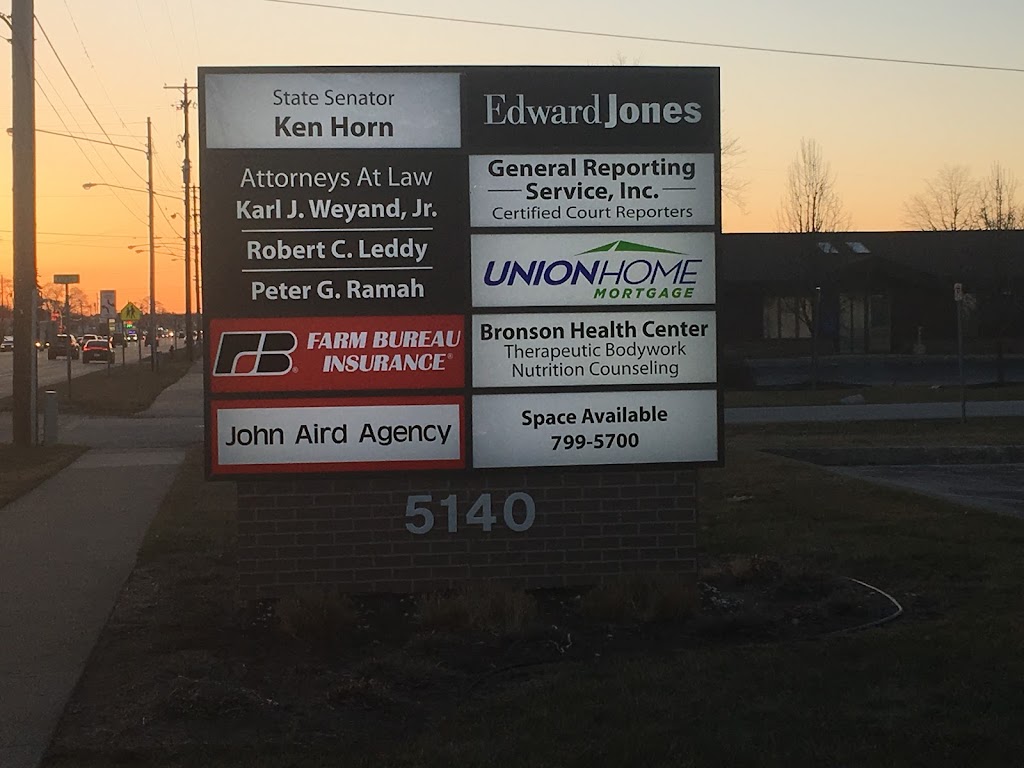 State Senator
Ken Horn
Attorneys At Law
Karl J. Weyand, Jr.
Robert C. Leddy
Peter G. Ramah
FB
FARM BUREAU
INSURANCE®
John Aird Agency
Edward Jones
General Reporting
Service, Inc.
Certified Court Reporters
UNION HOME
MORTGAGE
Bronson Health Center
Therapeutic Bodywork
Nutrition Counseling
Space Available
799-5700
5140